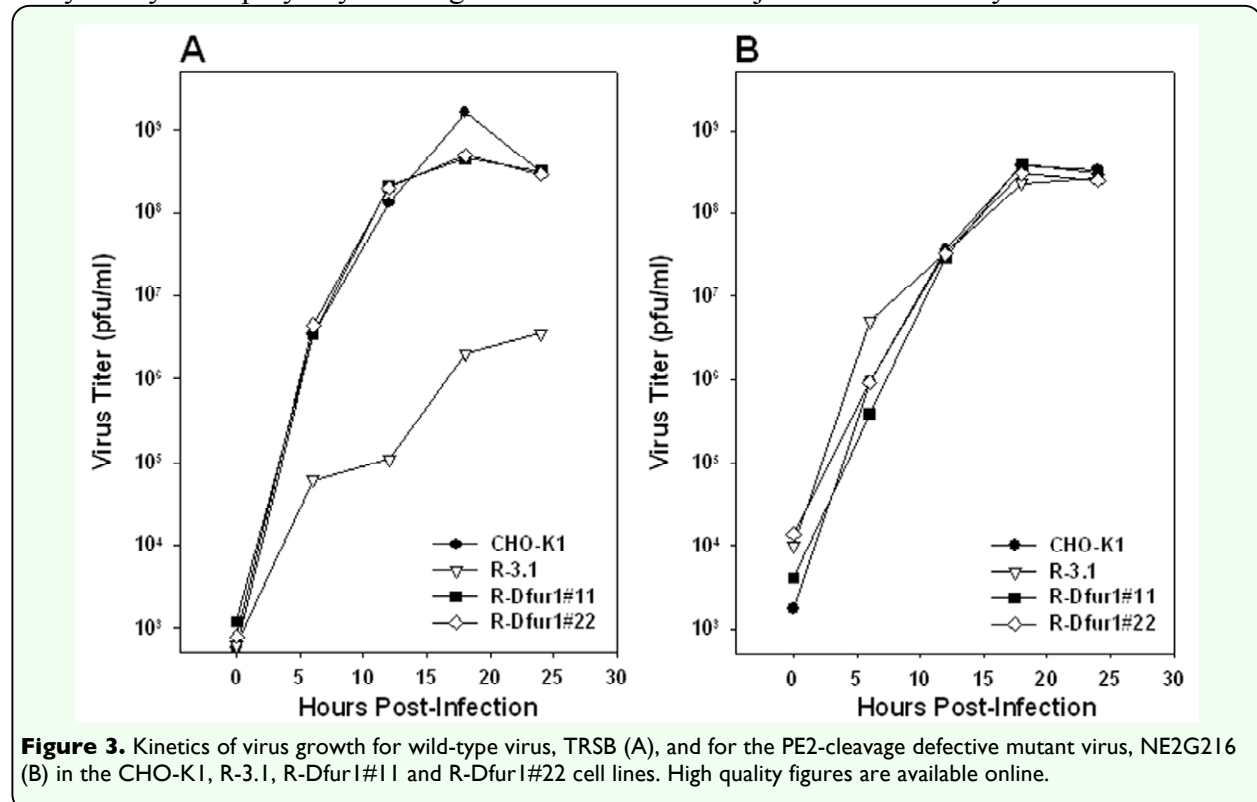 A
B
10⁹
10⁸
10⁷
10⁶
10⁵
10⁴
10³
Virus Titer (pfu/ml)
CHO-K1
R-3.1
R-Dfur1#11
R-Dfur1#22
0 5 10 15 20 25 30
Hours Post-Infection
10⁹
10⁸
10⁷
10⁶
10⁵
10⁴
10³
Virus Titer (pfu/ml)
CHO-K1
R-3.1
R-Dfur1#11
R-Dfur1#22
0 5 10 15 20 25 30
Hours Post-Infection
Figure 3. Kinetics of virus growth for wild-type virus, TRSB (A), and for the PE2-cleavage defective mutant virus, NE2G216
(B) in the CHO-K1, R-3.1, R-Dfur1#11 and R-Dfur1#22 cell lines. High quality figures are available online.